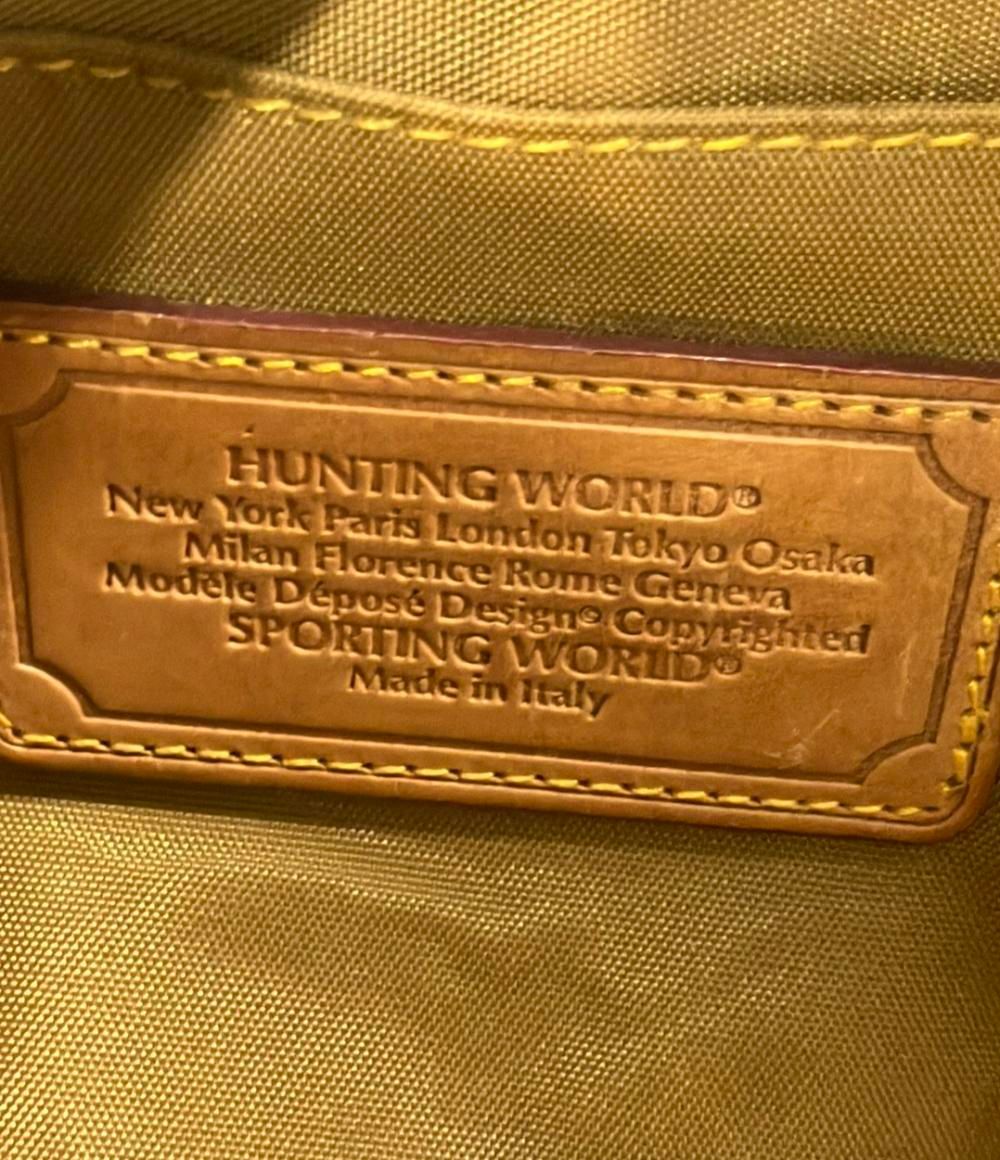 HUNTING WORLD®
New York Paris London Tokyo Osaka
Milan Florence Rome Geneva
Modèle Déposé Design© Copyrighted
SPORTING WORLD®
Made in Italy